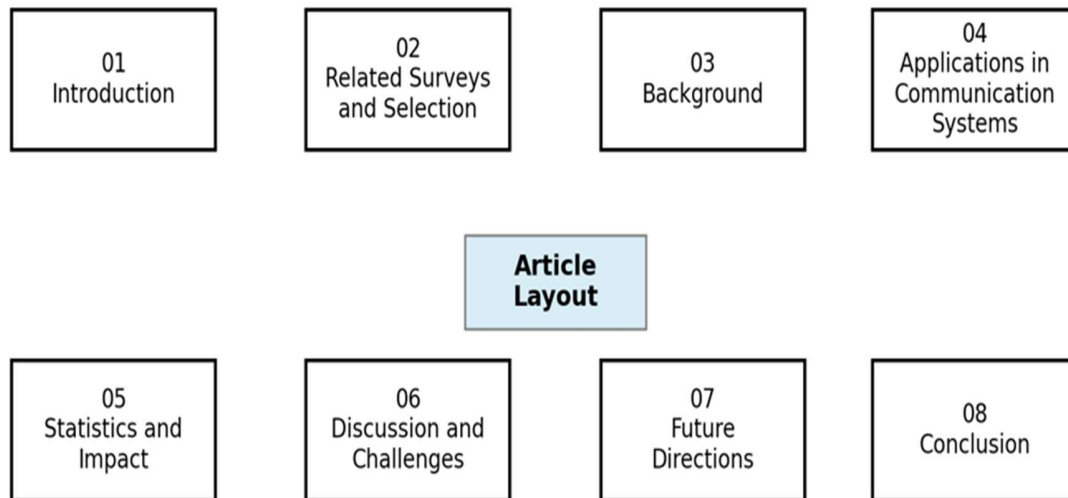 01
Introduction
02
Related Surveys
and Selection
03
Background
04
Applications in
Communication
Systems
Article
Layout
05
Statistics and
Impact
06
Discussion and
Challenges
07
Future
Directions
08
Conclusion